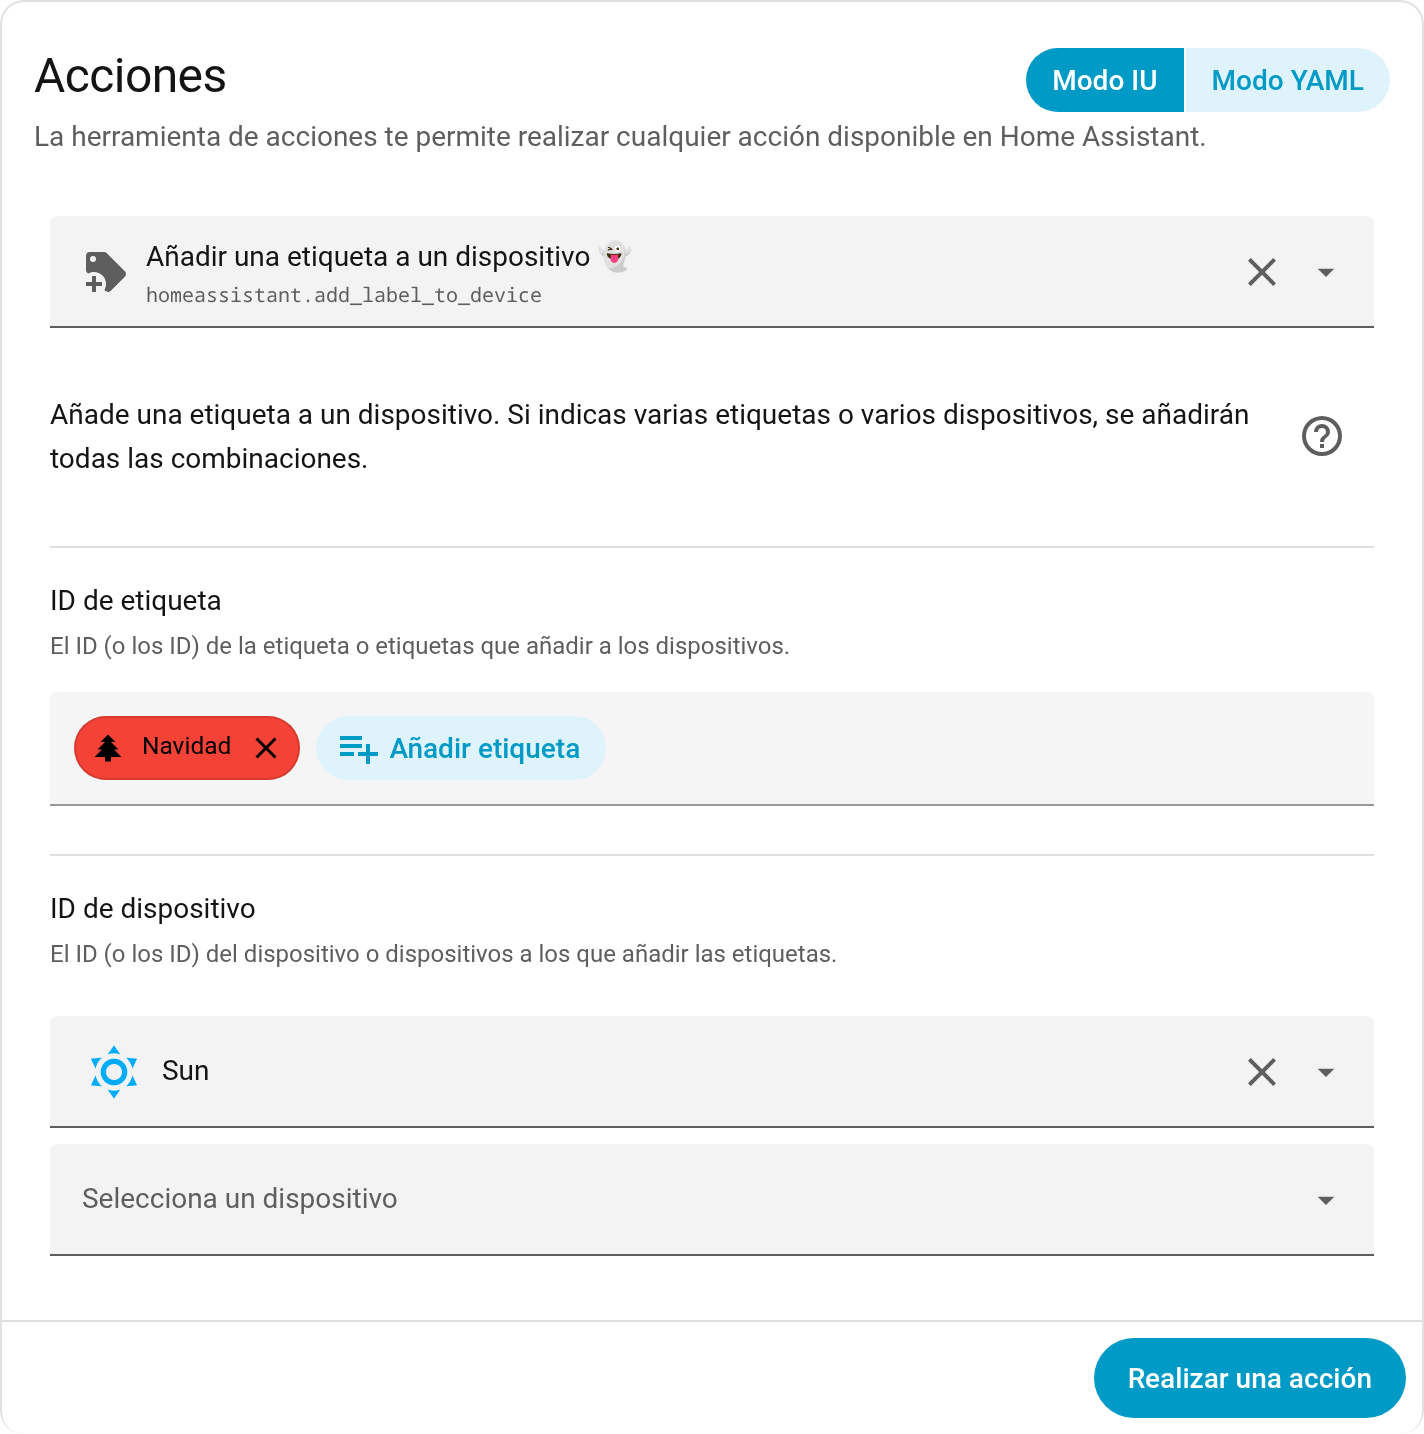 Acciones
Modo IU
Modo YAML
La herramienta de acciones te permite realizar cualquier acción disponible en Home Assistant.
Añadir una etiqueta a un dispositivo 👻
homeassistant.add_label_to_device
Añade una etiqueta a un dispositivo. Si indicas varias etiquetas o varios dispositivos, se añadirán
todas las combinaciones.
ID de etiqueta
El ID (o los ID) de la etiqueta o etiquetas que añadir a los dispositivos.
Navidad
Añadir etiqueta
ID de dispositivo
El ID (o los ID) del dispositivo o dispositivos a los que añadir las etiquetas.
Sun
Selecciona un dispositivo
Realizar una acción